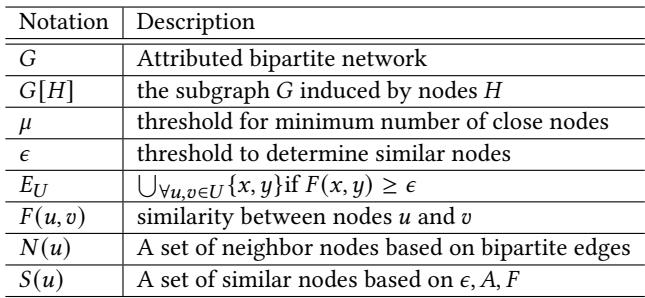 Notation Description
G Attributed bipartite network
G[H] the subgraph G induced by nodes H
μ threshold for minimum number of close nodes
ϵ threshold to determine similar nodes
E_U ⋃_{∀u,v∈U}{x, y}if F(x, y) ≥ ϵ
F(u, v) similarity between nodes u and v
N(u) A set of neighbor nodes based on bipartite edges
S(u) A set of similar nodes based on ϵ, A, F